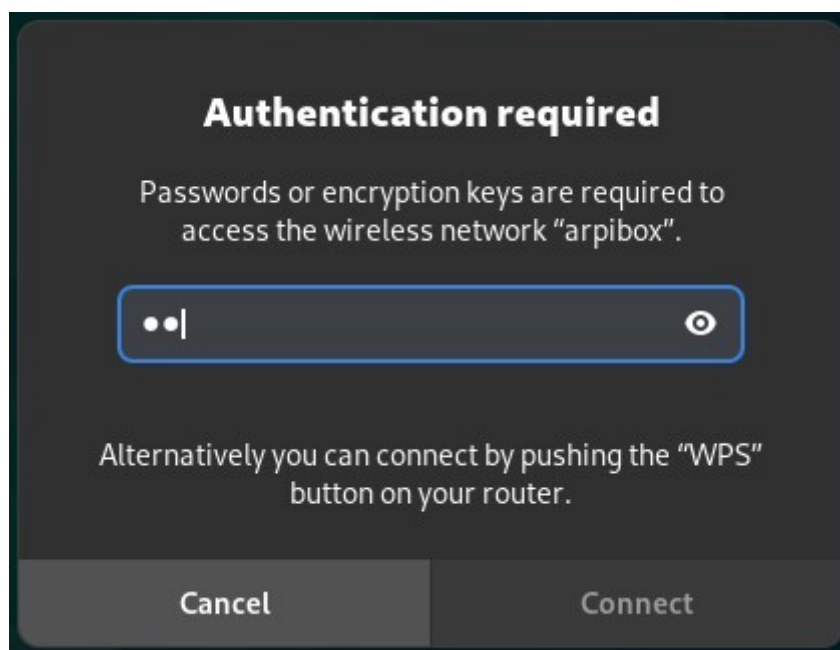 Authentication required
Passwords or encryption keys are required to
access the wireless network “arpibox”.
••
Alternatively you can connect by pushing the “WPS”
button on your router.
Cancel
Connect